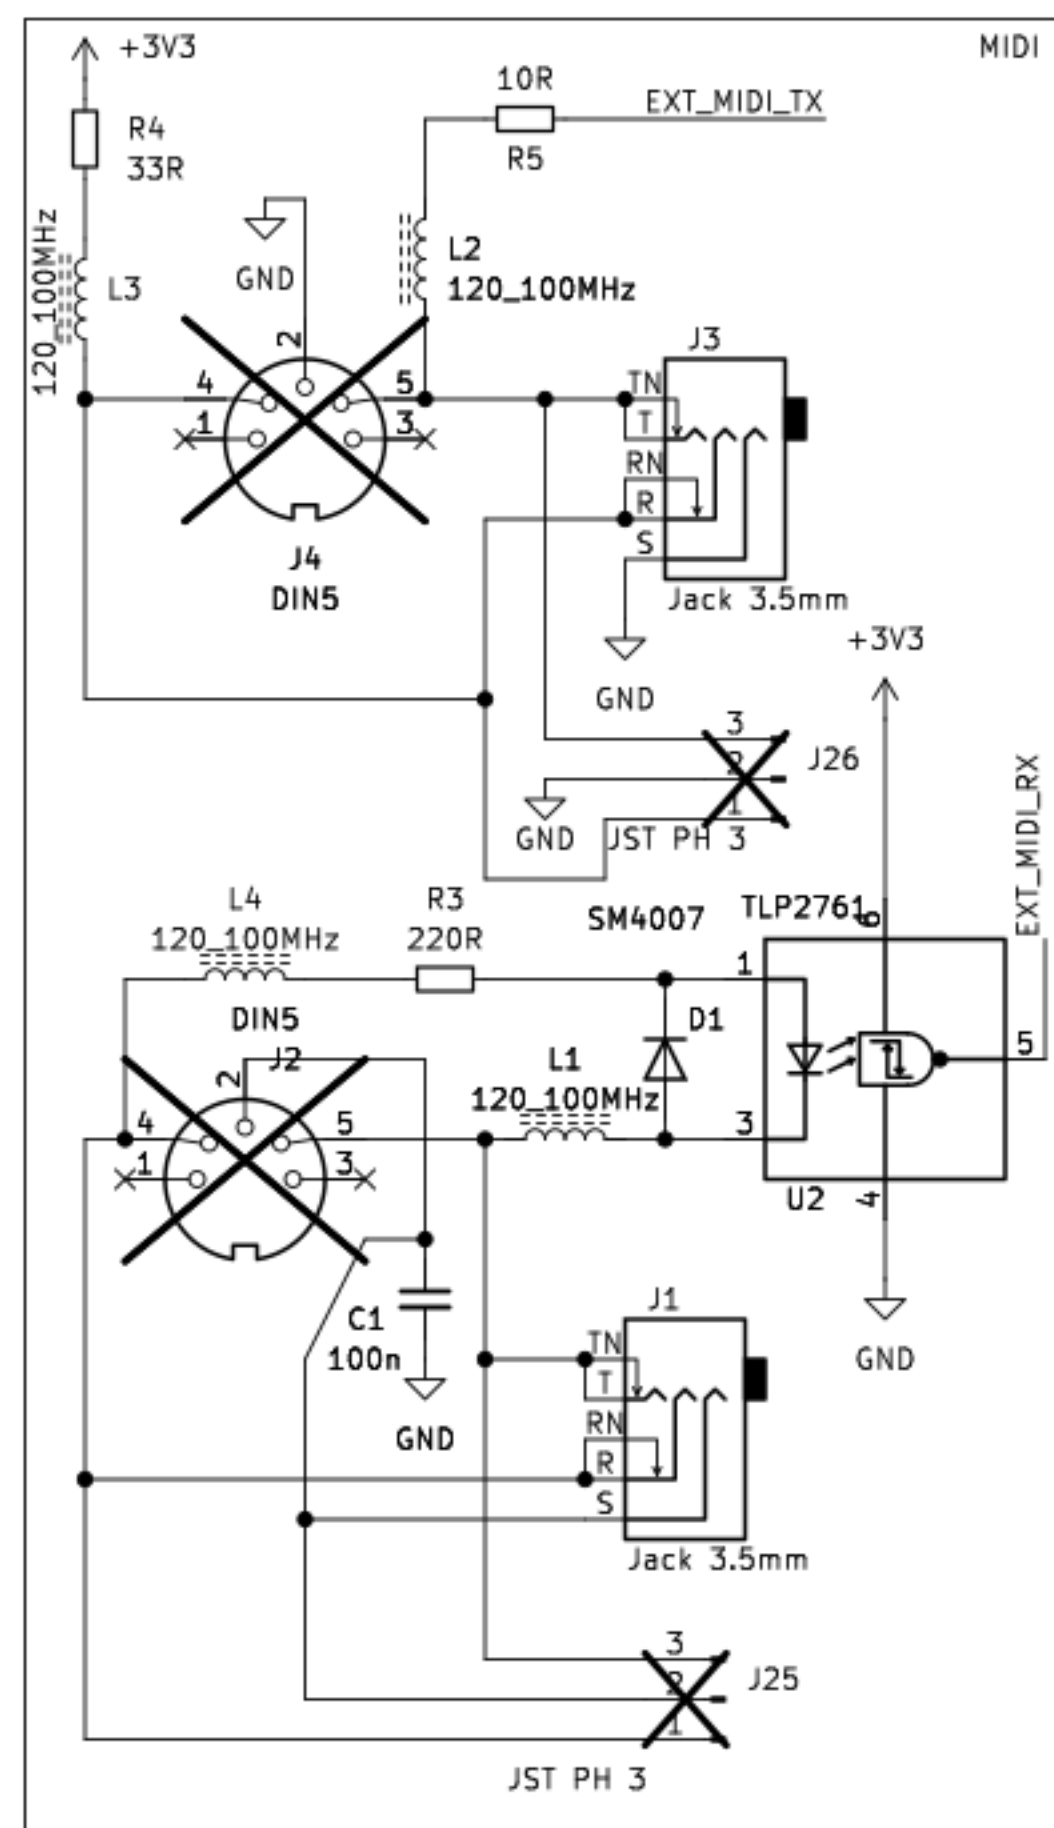 +3V3
MIDI
10R
EXT_MIDI_TX
R4
33R
R5
120_100MHz
L3
GND
L2
120_100MHz
2
4
5
1
3
J4
DIN5
J3
TN
T
RN
R
S
Jack 3.5mm
GND
+3V3
3
2
1
J26
GND
JST PH 3
EXT_MIDI_RX
L4
120_100MHz
R3
220R
SM4007
TLP2761
6
1
D1
5
DIN5
J2
2
L1
120_100MHz
4
5
3
1
3
U2
4
C1
100n
GND
J1
TN
T
RN
R
S
Jack 3.5mm
GND
3
2
1
J25
JST PH 3